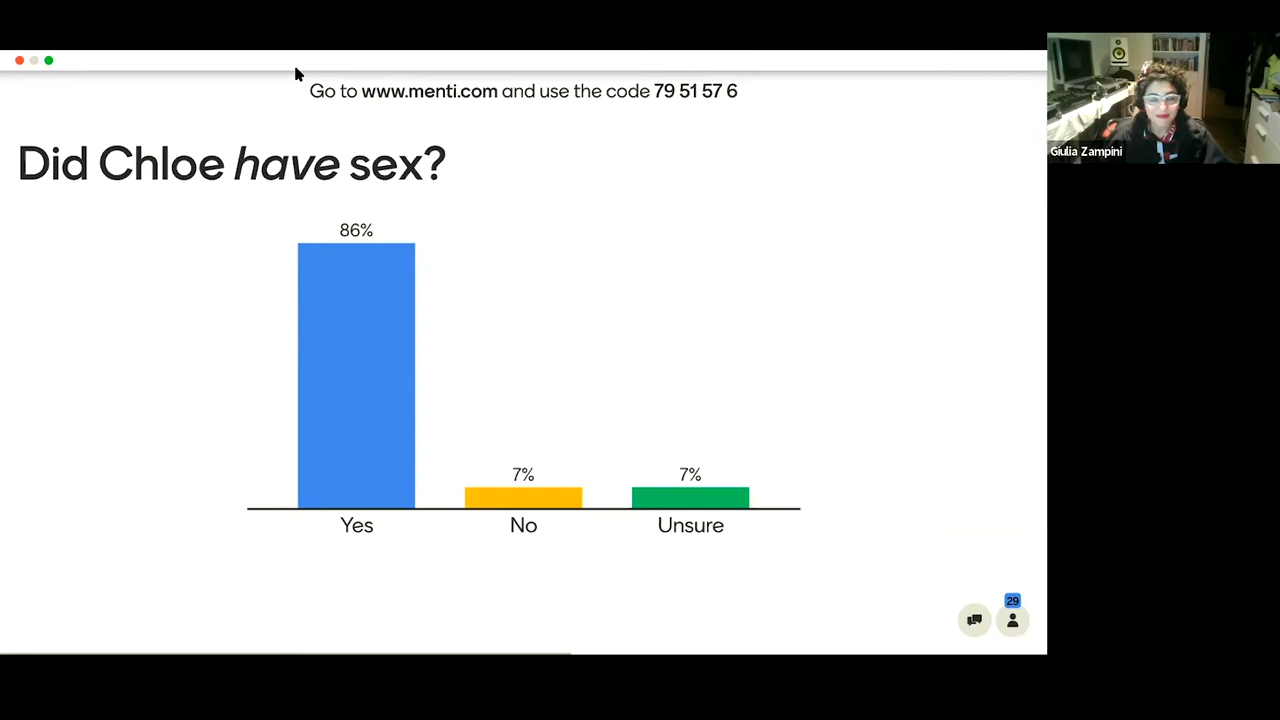 Go to www.menti.com and use the code 79 51 57 6
Did Chloe have sex?
86%
7%
7%
Yes
No
Unsure
29
Giulia Zampini